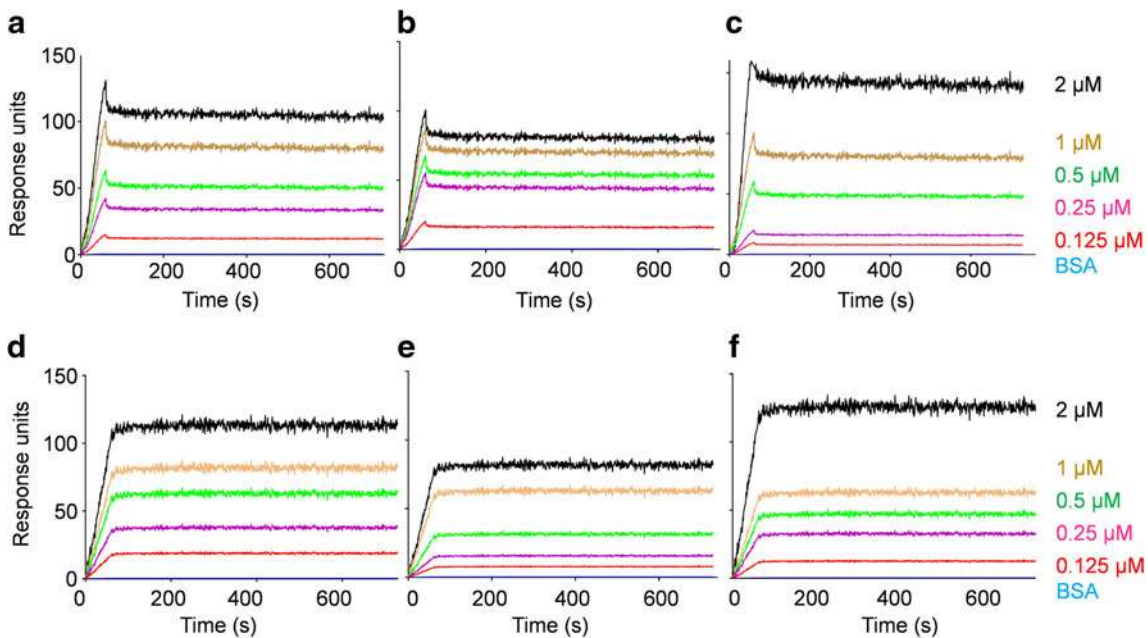 a
b
c
150
100
50
0
Response units
0 200 400 600
Time (s)
0 200 400 600
Time (s)
0 200 400 600
Time (s)
2 µM
1 µM
0.5 µM
0.25 µM
0.125 µM
BSA
d
e
f
150
100
50
0
Response units
0 200 400 600
Time (s)
0 200 400 600
Time (s)
0 200 400 600
Time (s)
2 µM
1 µM
0.5 µM
0.25 µM
0.125 µM
BSA